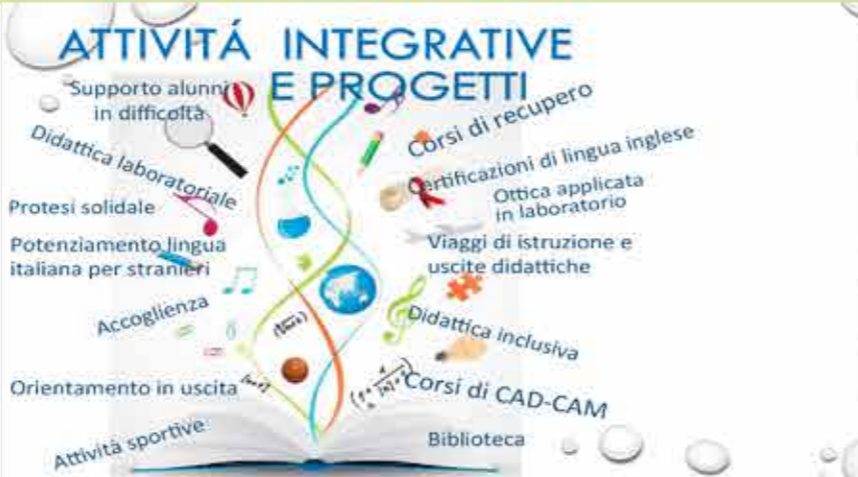 ATTIVITÁ INTEGRATIVE
E PROGETTI
Supporto alunni
in difficoltà
Didattica laboratoriale
Protesi solidale
Potenziamento lingua
italiana per stranieri
Accoglienza
Orientamento in uscita
Attività sportive
Corsi di recupero
Certificazioni di lingua inglese
Ottica applicata
in laboratorio
Viaggi di istruzione e
uscite didattiche
Didattica inclusiva
Corsi di CAD-CAM
Biblioteca